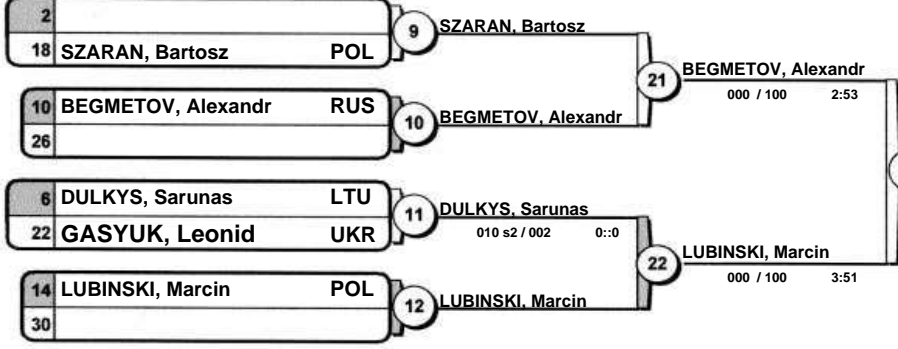 2
18 SZARAN, Bartosz POL
9
SZARAN, Bartosz
10 BEGMETOV, Alexandr RUS
26
10
BEGMETOV, Alexandr
21
BEGMETOV, Alexandr
000 / 100 2:53
6 DULKYS, Sarunas LTU
22 GASYUK, Leonid UKR
11
DULKYS, Sarunas
010 s2 / 002 0::0
14 LUBINSKI, Marcin POL
30
12
LUBINSKI, Marcin
22
LUBINSKI, Marcin
000 / 100 3:51